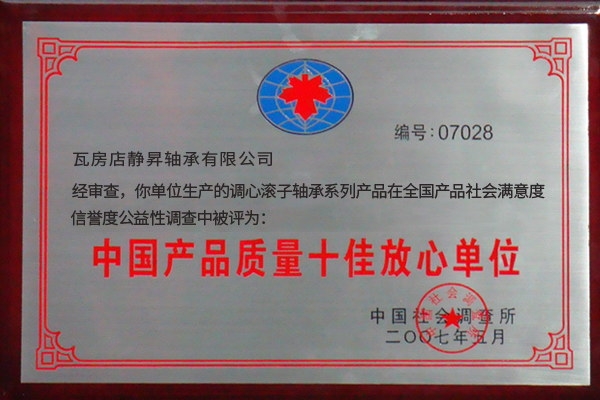 编号:07028
瓦房店静昇轴承有限公司
经审查，你单位生产的调心滚子轴承系列产品在全国产品社会满意度
信誉度公益性调查中被评为：
中国产品质量十佳放心单位
中国社会调查所
二〇〇七年五月